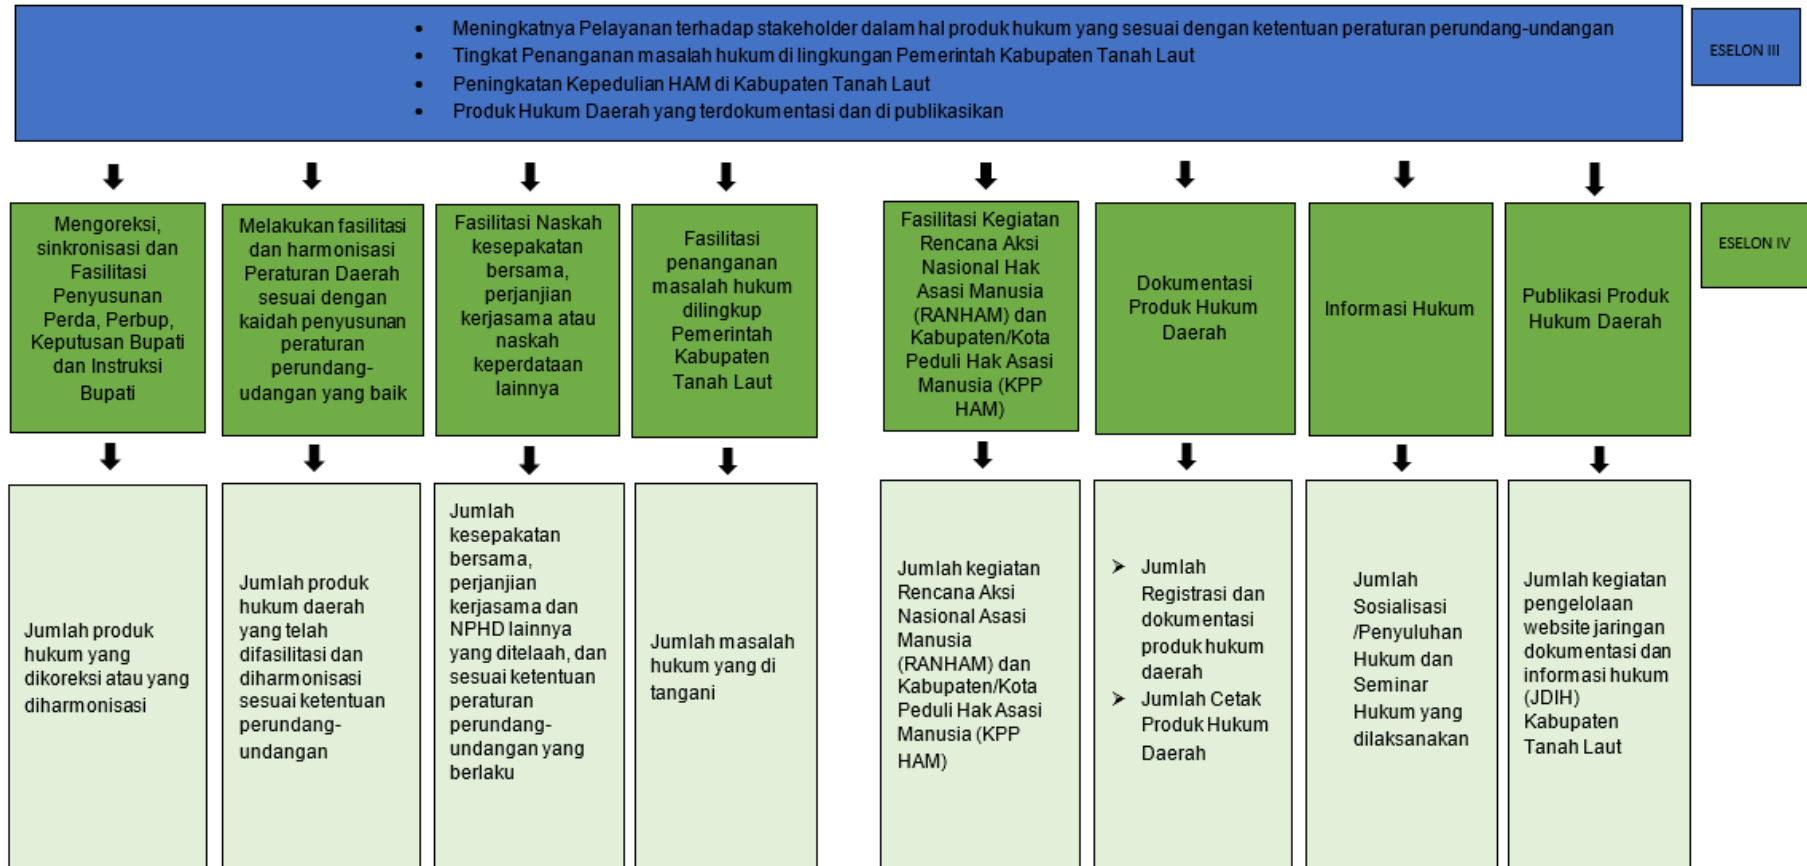 • Meningkatnya Pelayanan terhadap stakeholder dalam hal produk hukum yang sesuai dengan ketentuan peraturan perundang-undangan
• Tingkat Penanganan masalah hukum di lingkungan Pemerintah Kabupaten Tanah Laut
• Peningkatan Kepedulian HAM di Kabupaten Tanah Laut
• Produk Hukum Daerah yang terdokumentasi dan di publikasikan
ESELON III
Mengoreksi,
sinkronisasi dan
Fasilitasi
Penyusunan
Perda, Perbup,
Keputusan Bupati
dan Instruksi
Bupati
Melakukan fasilitasi
dan harmonisasi
Peraturan Daerah
sesuai dengan
kaidah penyusunan
peraturan
perundang-
udangan yang baik
Fasilitasi Naskah
kesepakatan
bersama,
perjanjian
kerjasama atau
naskah
keperdataan
lainnya
Fasilitasi
penanganan
masalah hukum
dilingkup
Pemerintah
Kabupaten
Tanah Laut
Fasilitasi Kegiatan
Rencana Aksi
Nasional Hak
Asasi Manusia
(RANHAM) dan
Kabupaten/Kota
Peduli Hak Asasi
Manusia (KPP
HAM)
Dokumentasi
Produk Hukum
Daerah
Informasi Hukum
Publikasi Produk
Hukum Daerah
ESELON IV
Jumlah produk
hukum yang
dikoreksi atau yang
diharmonisasi
Jumlah produk
hukum daerah
yang telah
difasilitasi dan
diharmonisasi
sesuai ketentuan
perundang-
undangan
Jumlah
kesepakatan
bersama,
perjanjian
kerjasama dan
NPHD lainnya
yang ditelaah, dan
sesuai ketentuan
peraturan
perundang-
undangan yang
berlaku
Jumlah masalah
hukum yang di
tangani
Jumlah kegiatan
Rencana Aksi
Nasional Asasi
Manusia
(RANHAM) dan
Kabupaten/Kota
Peduli Hak Asasi
Manusia (KPP
HAM)
➢ Jumlah
Registrasi dan
dokumentasi
produk hukum
daerah
➢ Jumlah Cetak
Produk Hukum
Daerah
Jumlah
Sosialisasi
/Penyuluhan
Hukum dan
Seminar
Hukum yang
dilaksanakan
Jumlah kegiatan
pengelolaan
website jaringan
dokumentasi dan
informasi hukum
(JDIH)
Kabupaten
Tanah Laut